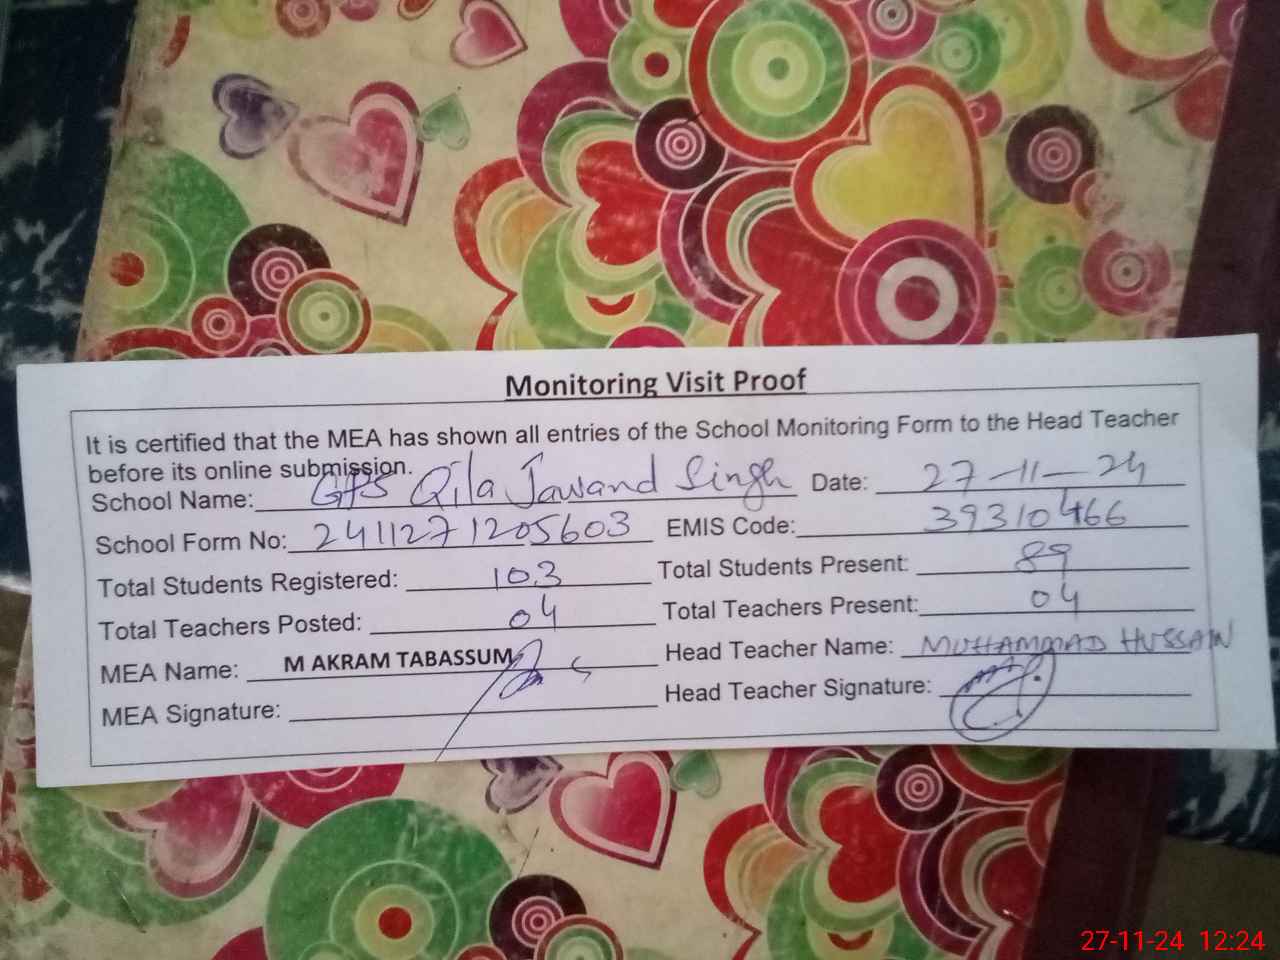 Monitoring Visit Proof
It is certified that the MEA has shown all entries of the School Monitoring Form to the Head Teacher
before its online submission.
School Name: GPS Qila Jawand Singh Date: 27-11-24
School Form No: 2411271205603 EMIS Code: 39310466
Total Students Registered: 103 Total Students Present: 89
Total Teachers Posted: 04 Total Teachers Present: 04
MEA Name: M AKRAM TABASSUM Head Teacher Name: MUHAMMAD HUSSAIN
MEA Signature: Head Teacher Signature:
27-11-24 12:24